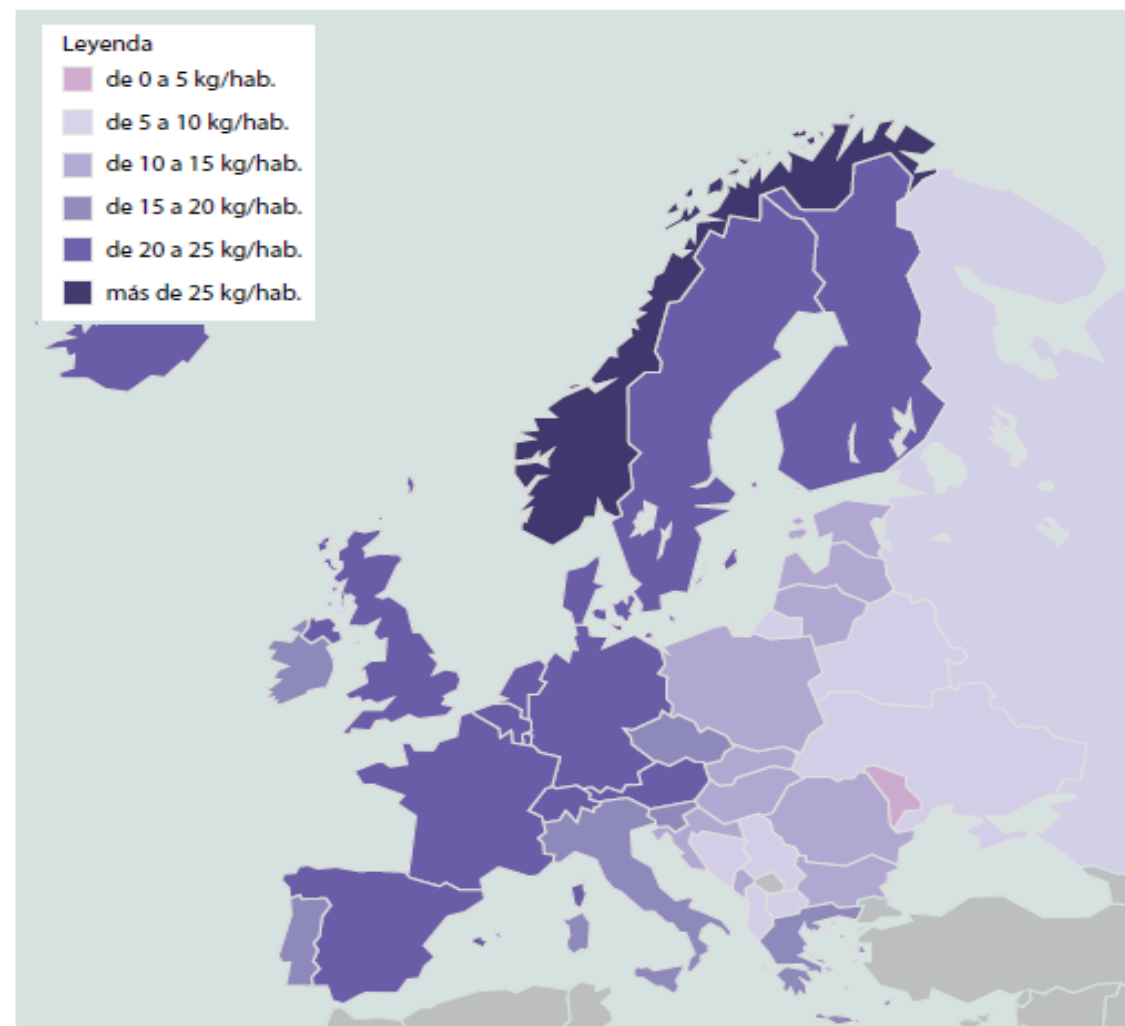 Leyenda
de 0 a 5 kg/hab.
de 5 a 10 kg/hab.
de 10 a 15 kg/hab.
de 15 a 20 kg/hab.
de 20 a 25 kg/hab.
más de 25 kg/hab.